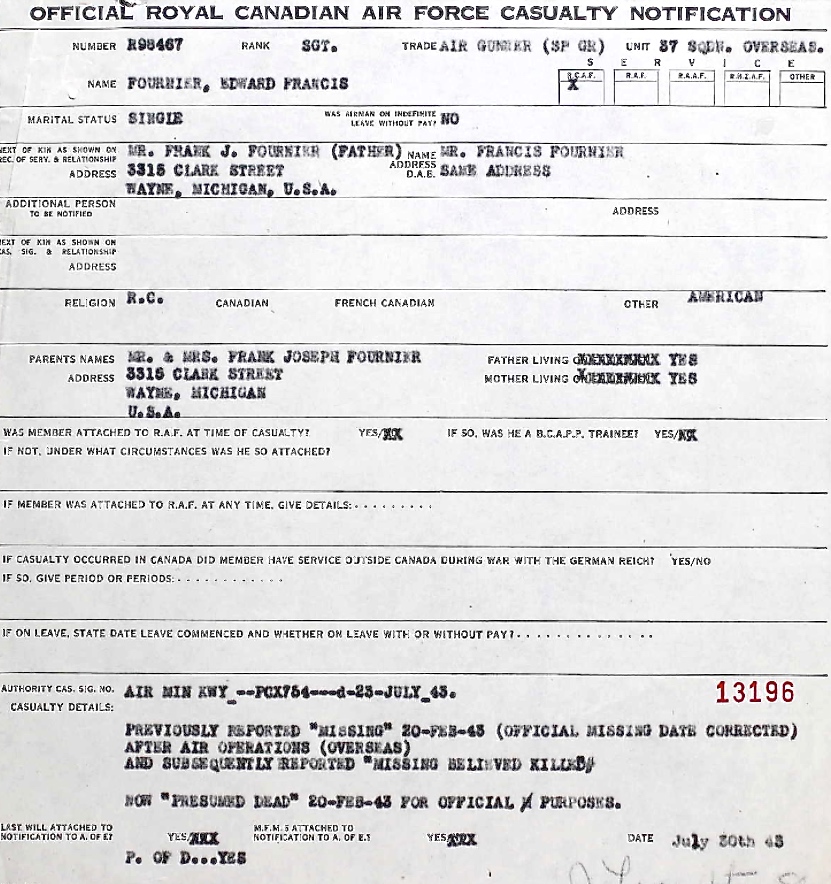 OFFICIAL ROYAL CANADIAN AIR FORCE CASUALTY NOTIFICATION
NUMBER R98467 RANK SGT. TRADE AIR GUNNER (SP GR) UNIT 37 SQDN. OVERSEAS.
SERVICE
NAME FOURNIER, EDWARD FRANCIS R.C.A.F. X R.A.F. R.A.A.F. R.N.Z.A.F. OTHER
MARITAL STATUS SINGLE WAS AIRMAN ON INDEFINITE LEAVE WITHOUT PAY? NO
NEXT OF KIN AS SHOWN ON REC. OF SERV. & RELATIONSHIP MR. FRANK J. FOURNIER (FATHER) NAME MR. FRANCIS FOURNIER
ADDRESS 3315 CLARK STREET ADDRESS D.A.B. SAME ADDRESS
WAYNE, MICHIGAN, U.S.A.
ADDITIONAL PERSON TO BE NOTIFIED ADDRESS
NEXT OF KIN AS SHOWN ON CAS. SIG. & RELATIONSHIP
ADDRESS
RELIGION R.C. CANADIAN FRENCH CANADIAN OTHER AMERICAN
PARENTS NAMES MR. & MRS. FRANK JOSEPH FOURNIER FATHER LIVING YES
ADDRESS 3315 CLARK STREET MOTHER LIVING YES
WAYNE, MICHIGAN
U.S.A.
WAS MEMBER ATTACHED TO R.A.F. AT TIME OF CASUALTY? YES/XX IF SO, WAS HE A B.C.A.P.P. TRAINEE? YES/XX
IF NOT, UNDER WHAT CIRCUMSTANCES WAS HE SO ATTACHED?
IF MEMBER WAS ATTACHED TO R.A.F. AT ANY TIME, GIVE DETAILS:.........
IF CASUALTY OCCURRED IN CANADA DID MEMBER HAVE SERVICE OUTSIDE CANADA DURING WAR WITH THE GERMAN REICH? YES/NO
IF SO, GIVE PERIOD OR PERIODS:............
IF ON LEAVE, STATE DATE LEAVE COMMENCED AND WHETHER ON LEAVE WITH OR WITHOUT PAY?..............
AUTHORITY CAS. SIG. NO. AIR MIN KWY --PCX754---d-23-JULY 43. 13196
CASUALTY DETAILS:
PREVIOUSLY REPORTED "MISSING" 20-FEB-43 (OFFICIAL MISSING DATE CORRECTED)
AFTER AIR OPERATIONS (OVERSEAS)
AND SUBSEQUENTLY REPORTED "MISSING BELIEVED KILLED"
NOW "PRESUMED DEAD" 20-FEB-43 FOR OFFICIAL PURPOSES.
LAST WILL ATTACHED TO NOTIFICATION TO A. OF E? YES/XXX M.F.M. 5 ATTACHED TO NOTIFICATION TO A. OF E.? YES/XXX DATE July 30th 43
P. OF D...YES